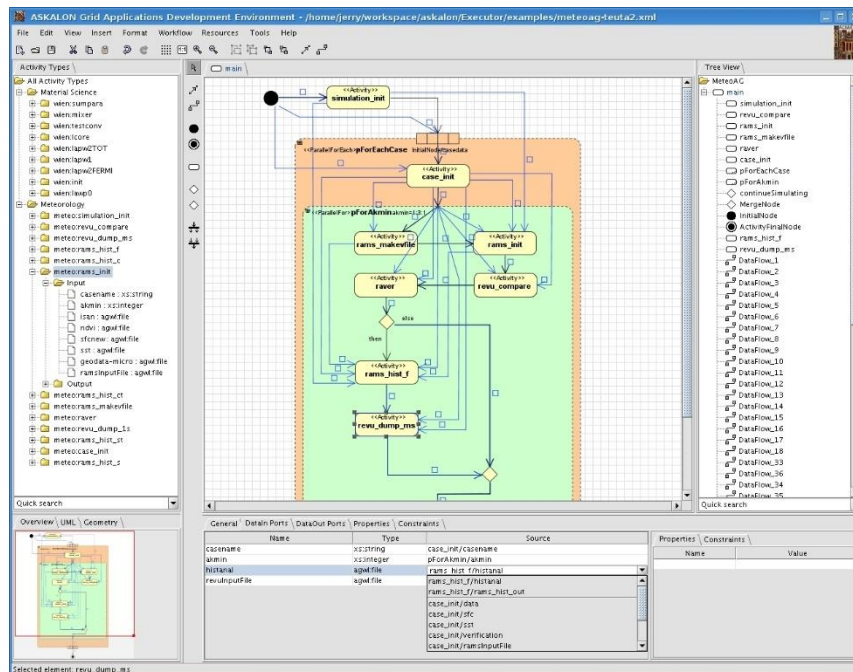 ASKALON Grid Applications Development Environment - /home/jerry/workspace/askalon/Executor/examples/meteoag-teuta2.xml
File Edit View Insert Format Workflow Resources Tools Help
Activity Types
All Activity Types
Material Science
wien:sumpara
wien:mixer
wien:testconv
wien:lcore
wien:lapw2TOT
wien:lapw1
wien:lapw2FERMI
wien:init
wien:lawp0
Meteorology
meteo:simulation_init
meteo:revu_compare
meteo:revu_dump_ms
meteo:rams_hist_f
meteo:rams_hist_c
meteo:rams_init
Input
casename : xs:string
akmin : xs:integer
isan : agwl:file
ndvi : agwl:file
sfcnew : agwl:file
sst : agwl:file
geodata-micro : agwl:file
ramsInputFile : agwl:file
Output
meteo:rams_hist_ct
meteo:rams_makevfile
meteo:raver
meteo:revu_dump_1s
meteo:rams_hist_st
meteo:case_init
meteo:rams_hist_s
Quick search
main
<<Activity>>
simulation_init
<<ParallelForEach>> pForEachCase
<<Activity>>
case_init
<<ParallelFor>> pForAkmin
<<Activity>>
rams_makevfile
<<Activity>>
rams_init
<<Activity>>
raver
<<Activity>>
revu_compare
else
then
<<Activity>>
rams_hist_f
<<Activity>>
revu_dump_ms
Tree View
MeteoAG
main
simulation_init
revu_compare
rams_init
rams_makevfile
raver
case_init
pForEachCase
pForAkmin
continueSimulating
MergeNode
InitialNode
ActivityFinalNode
rams_hist_f
revu_dump_ms
DataFlow_1
DataFlow_2
DataFlow_3
DataFlow_4
DataFlow_5
DataFlow_6
DataFlow_7
DataFlow_8
DataFlow_9
DataFlow_10
DataFlow_11
DataFlow_12
DataFlow_13
DataFlow_14
DataFlow_15
DataFlow_16
DataFlow_17
DataFlow_18
DataFlow_33
DataFlow_36
DataFlow_34
DataFlow_35
Quick search
Overview UML Geometry
General DataIn Ports DataOut Ports Properties Constraints
Name Type Source
casename xs:string case_init/casename
akmin xs:integer pForAkmin/akmin
histanal agwl:file rams_hist_f/histanal
revuInputFile agwl:file rams_hist_f/histanal
rams_hist_f/rams_hist_out
case_init/data
case_init/sfc
case_init/sst
case_init/verification
case_init/ramsInputFile
Properties Constraints
Name Value
Selected element: revu_dump_ms